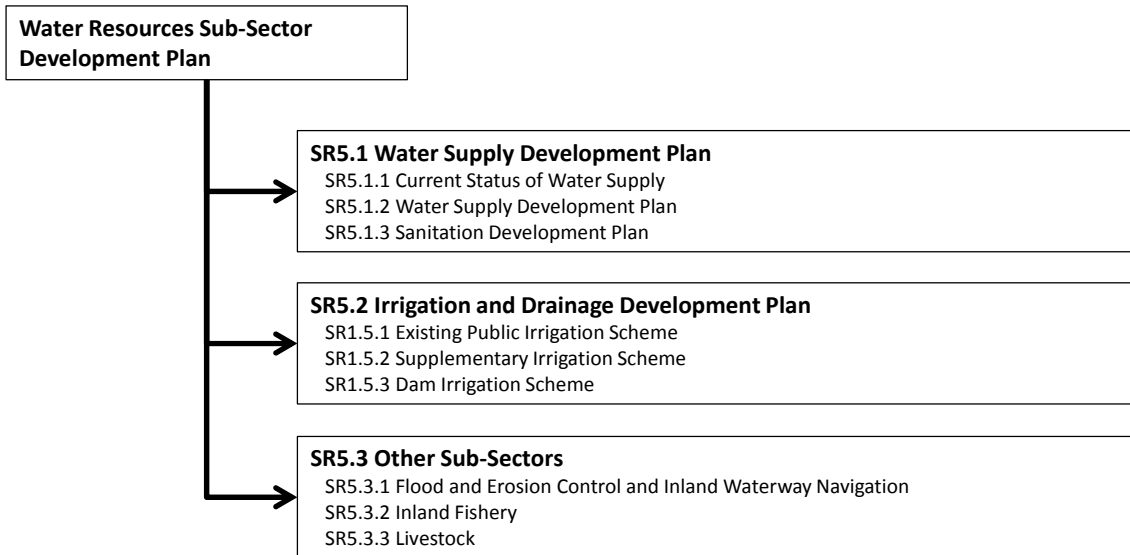 Water Resources Sub-Sector
Development Plan
SR5.1 Water Supply Development Plan
SR5.1.1 Current Status of Water Supply
SR5.1.2 Water Supply Development Plan
SR5.1.3 Sanitation Development Plan
SR5.2 Irrigation and Drainage Development Plan
SR1.5.1 Existing Public Irrigation Scheme
SR1.5.2 Supplementary Irrigation Scheme
SR1.5.3 Dam Irrigation Scheme
SR5.3 Other Sub-Sectors
SR5.3.1 Flood and Erosion Control and Inland Waterway Navigation
SR5.3.2 Inland Fishery
SR5.3.3 Livestock